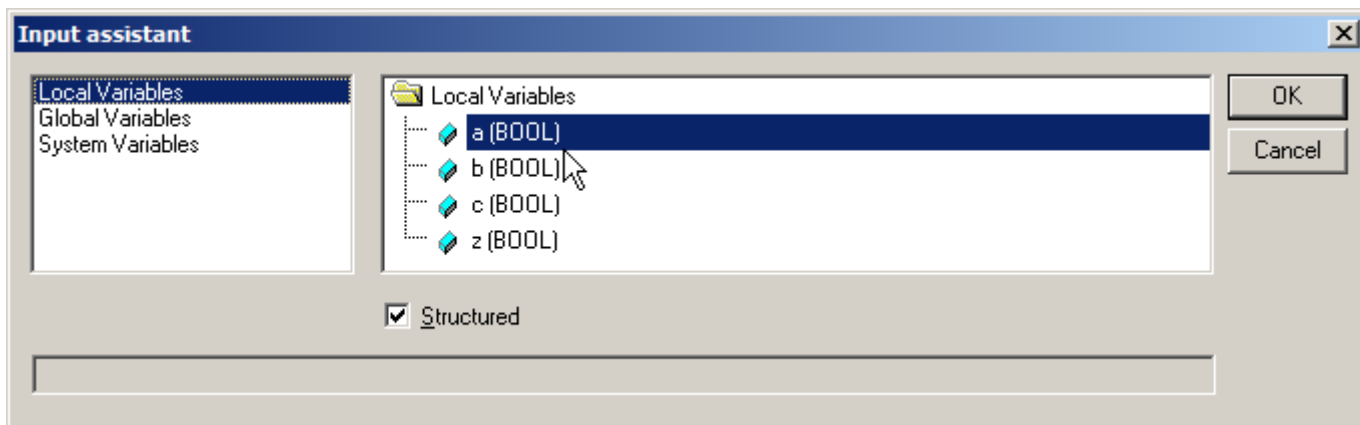 Input assistant
Local Variables
Global Variables
System Variables
Local Variables
a (BOOL)
b (BOOL)
c (BOOL)
z (BOOL)
OK
Cancel
Structured